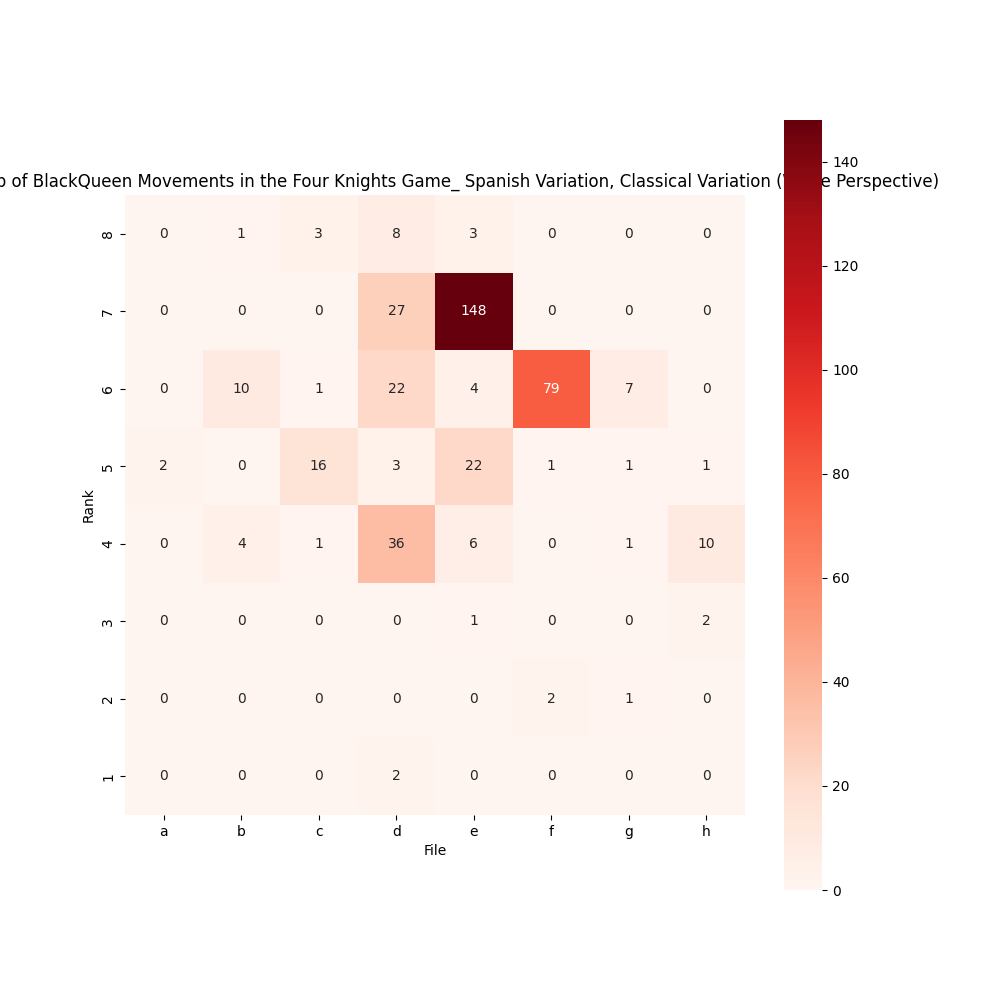 of BlackQueen Movements in the Four Knights Game_ Spanish Variation, Classical Variation ( Perspective)
140
8 0 1 3 8 3 0 0 0
120
7 0 0 0 27 148 0 0 0
100
6 0 10 1 22 4 79 7 0
80
5 2 0 16 3 22 1 1 1
Rank
60
4 0 4 1 36 6 0 1 10
3 0 0 0 0 1 0 0 2
40
2 0 0 0 0 0 2 1 0
20
1 0 0 0 2 0 0 0 0
a b c d e f g h
File
0